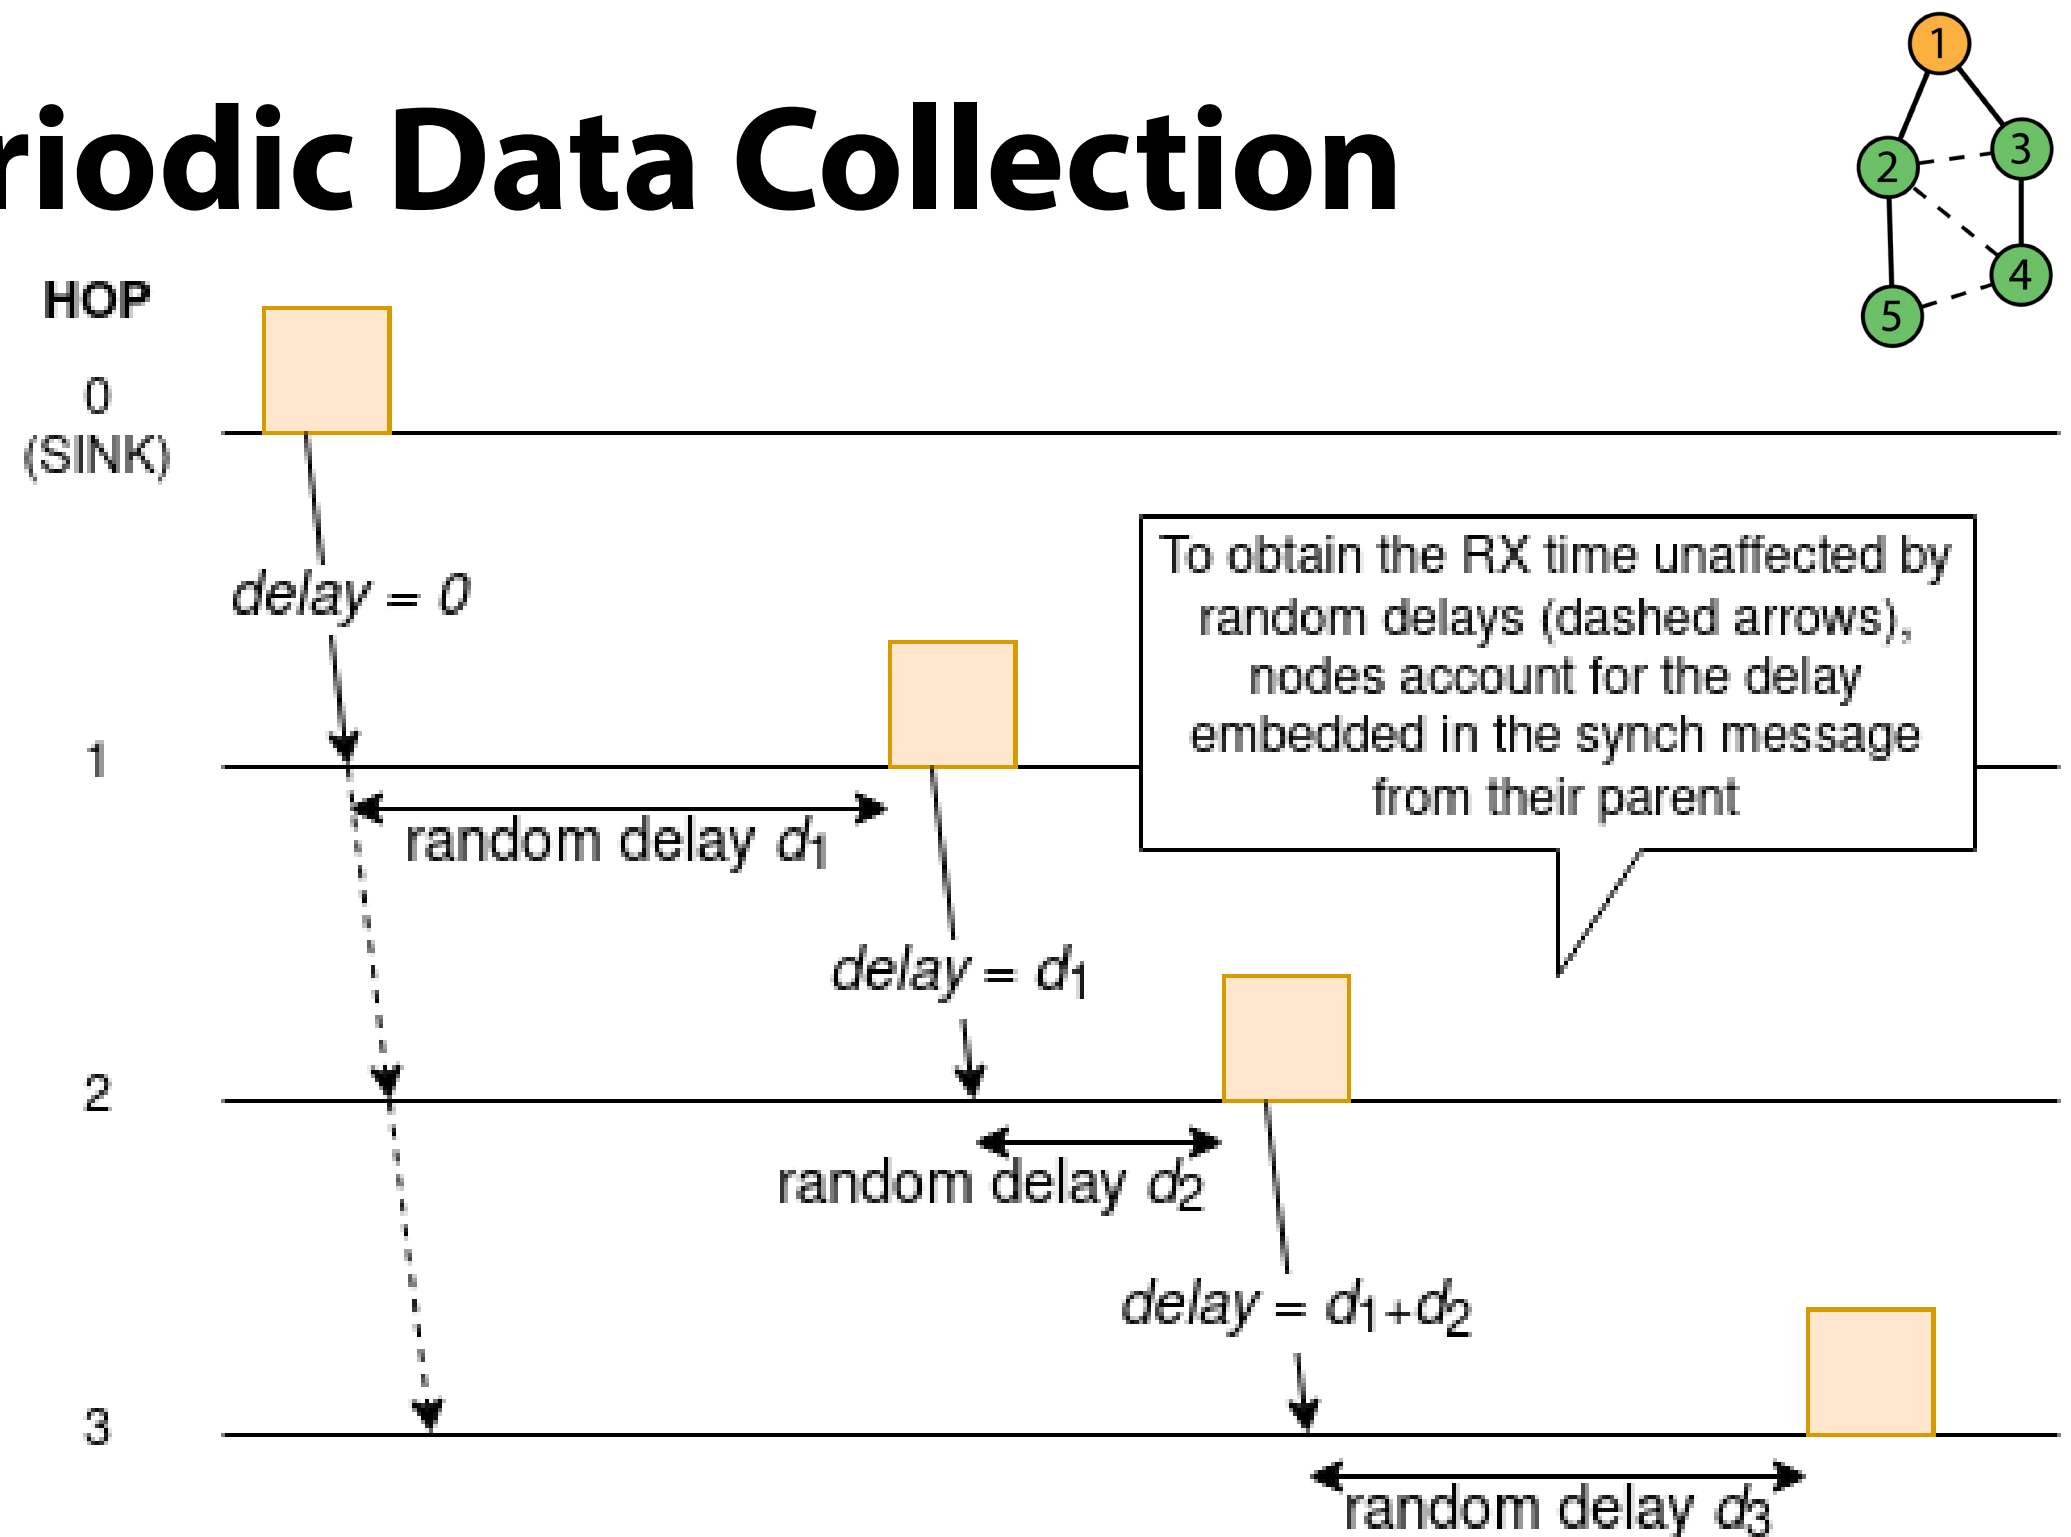 riodic Data Collection
1
2
3
4
5
HOP
0
(SINK)
delay = 0
To obtain the RX time unaffected by
random delays (dashed arrows),
nodes account for the delay
embedded in the synch message
from their parent
1
random delay d1
delay = d1
2
random delay d2
delay = d1+d2
3
random delay d3